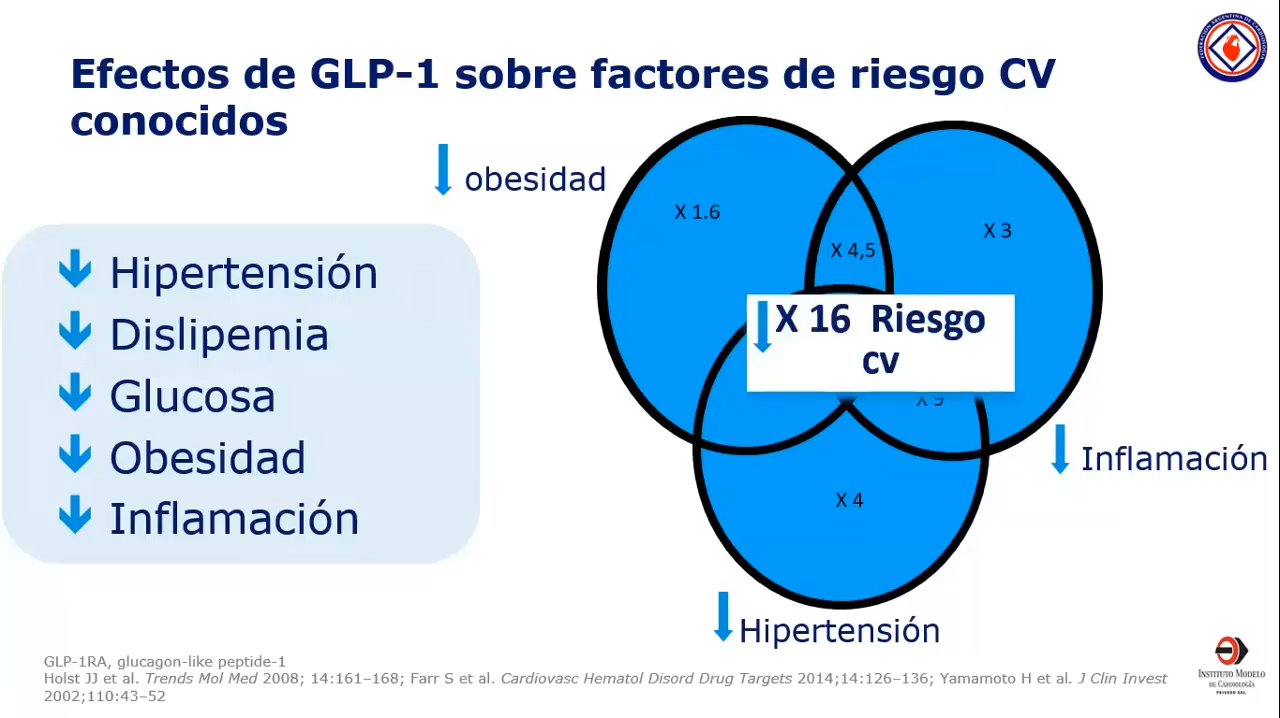 Efectos de GLP-1 sobre factores de riesgo CV
conocidos
obesidad
Hipertensión
Dislipemia
Glucosa
Obesidad
Inflamación
X 1.6
X 3
X 4,5
X 16 Riesgo
cv
X 9
X 4
Inflamación
Hipertensión
GLP-1RA, glucagon-like peptide-1
Holst JJ et al. Trends Mol Med 2008; 14:161–168; Farr S et al. Cardiovasc Hematol Disord Drug Targets 2014;14:126–136; Yamamoto H et al. J Clin Invest
2002;110:43–52
INSTITUTO MODELO
DE CARDIOLOGÍA